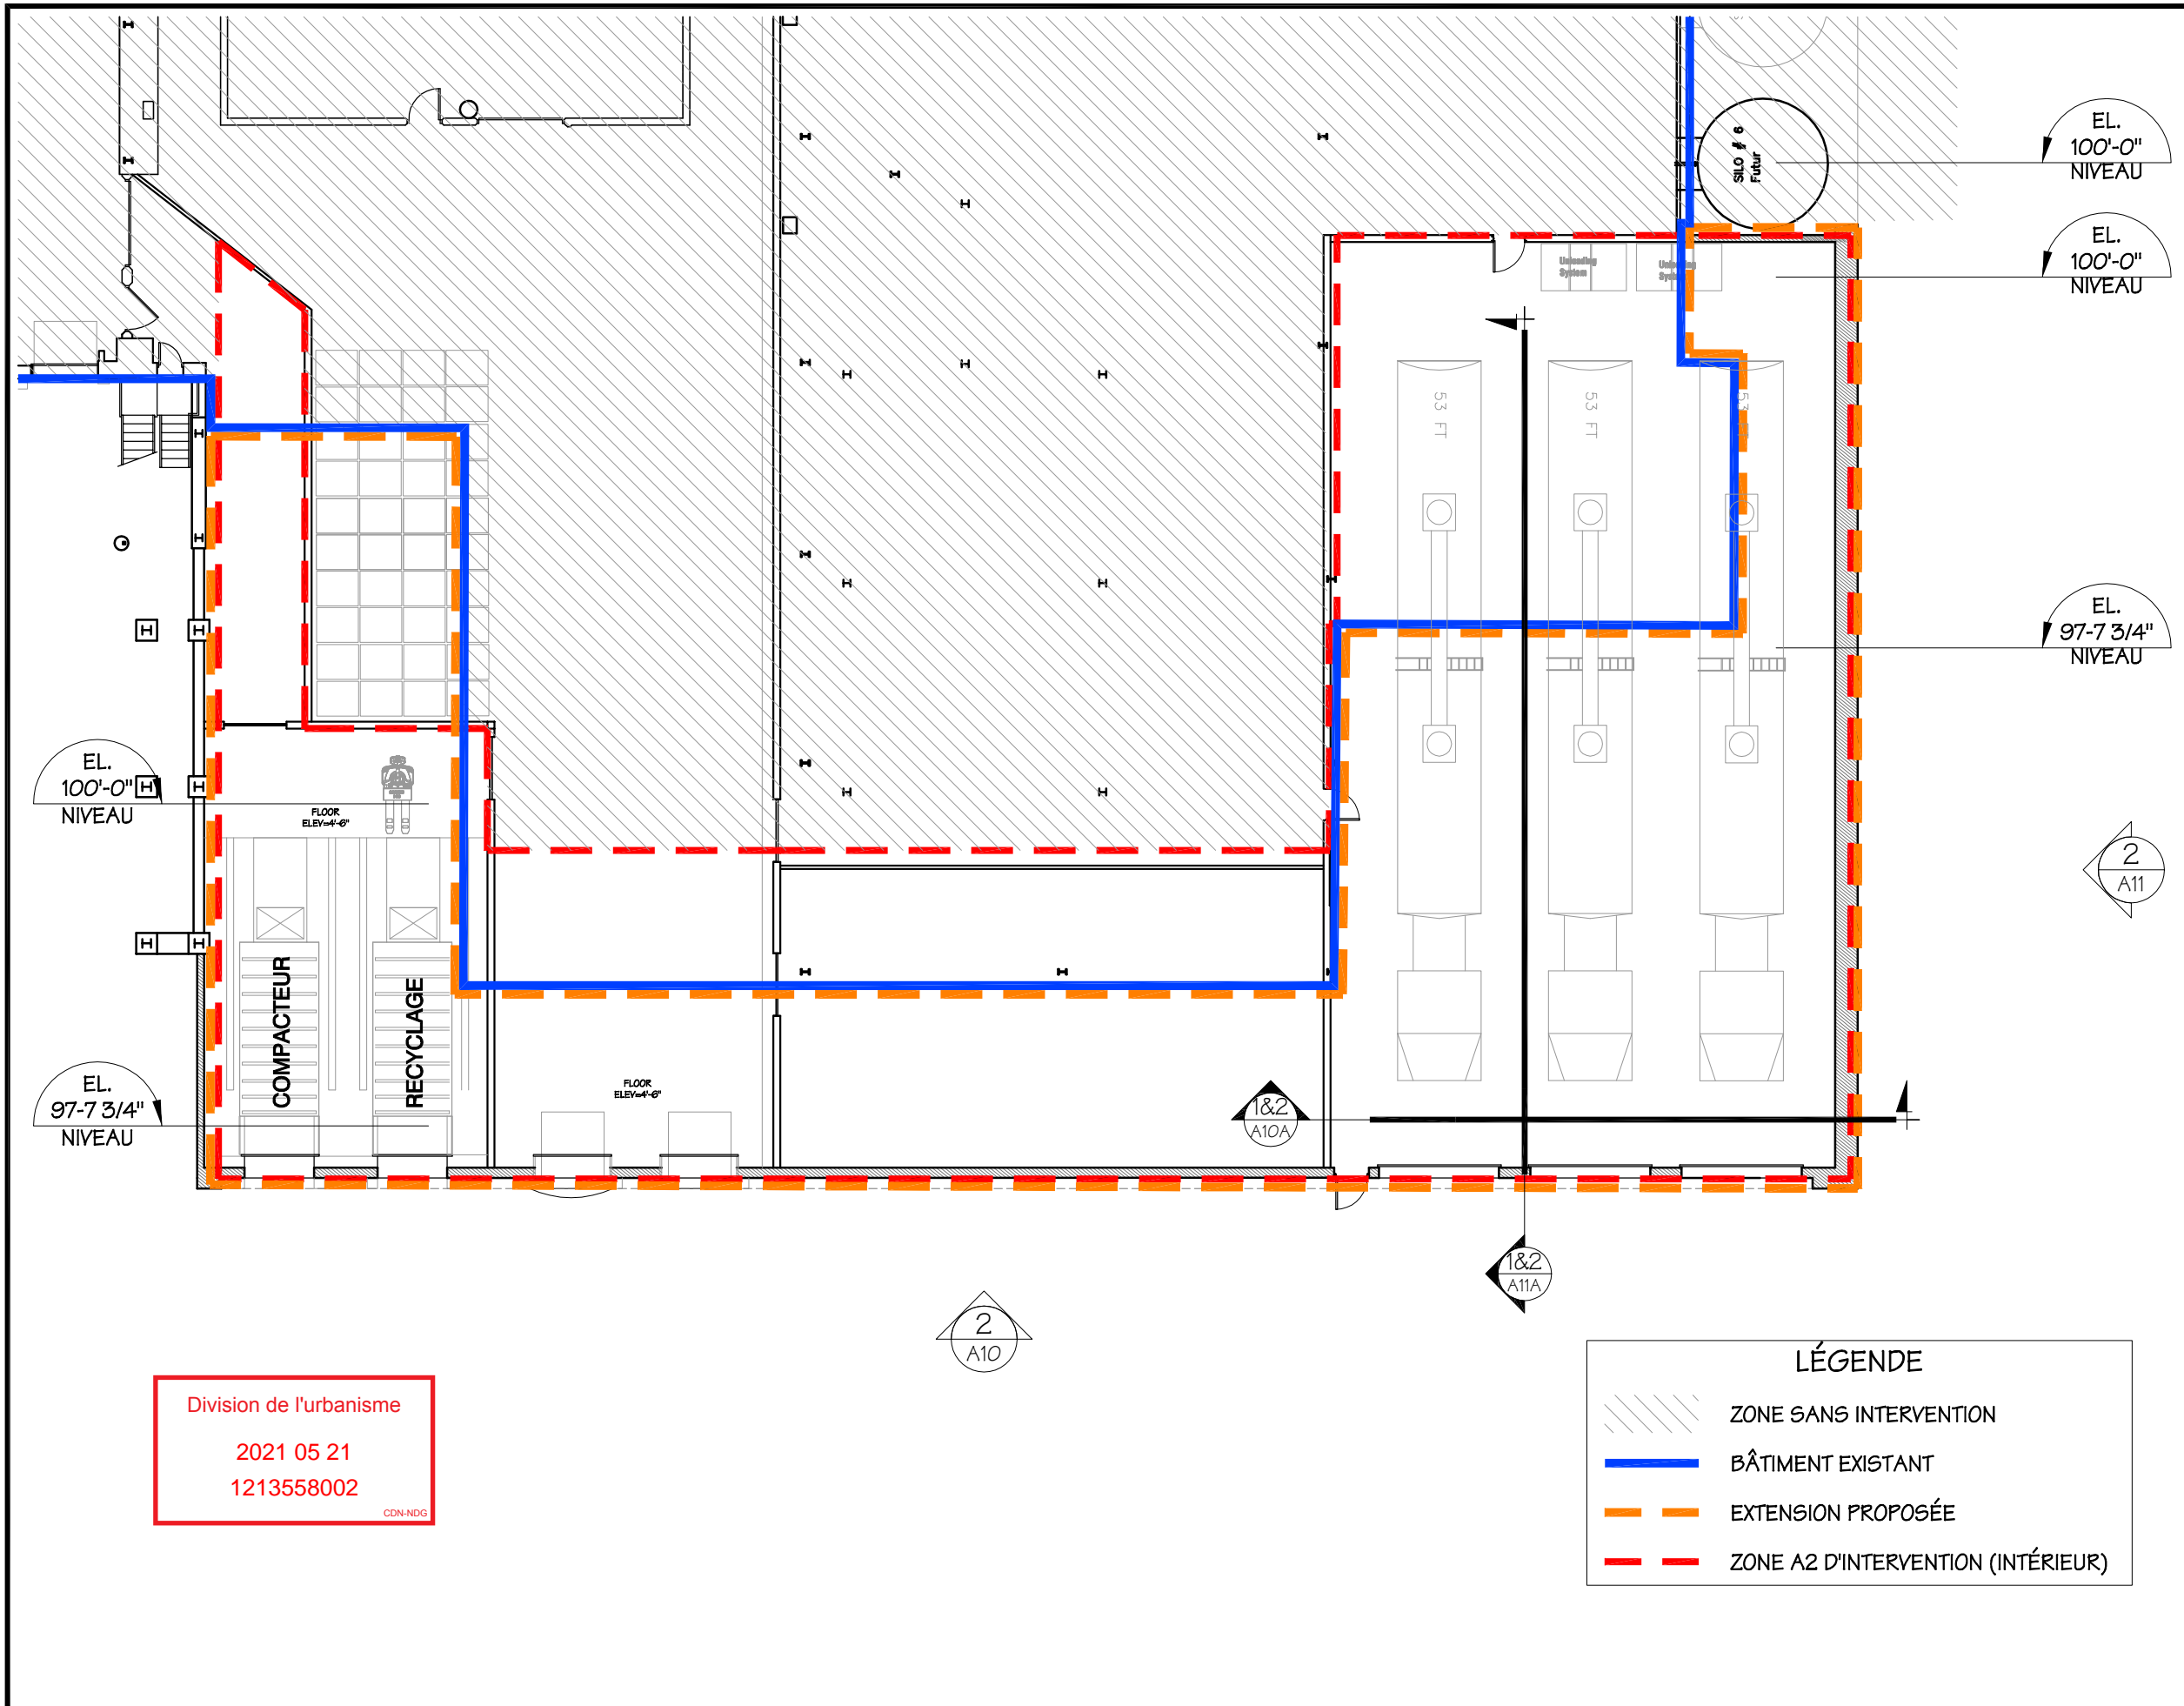 EL.
100'-0"
NIVEAU
SILO # 6
Futur
EL.
100'-0"
NIVEAU
Unloading
System
53 FT
53 FT
EL.
97-7 3/4"
NIVEAU
EL.
100'-0"
NIVEAU
FLOOR
ELEV=4'-6"
2
A11
COMPACTEUR
RECYCLAGE
EL.
97-7 3/4"
NIVEAU
FLOOR
ELEV=4'-6"
1&2
A10A
1&2
A11A
2
A10
LÉGENDE
ZONE SANS INTERVENTION
BÂTIMENT EXISTANT
EXTENSION PROPOSÉE
ZONE A2 D'INTERVENTION (INTÉRIEUR)
Division de l'urbanisme
2021 05 21
1213558002
CDN-NDG